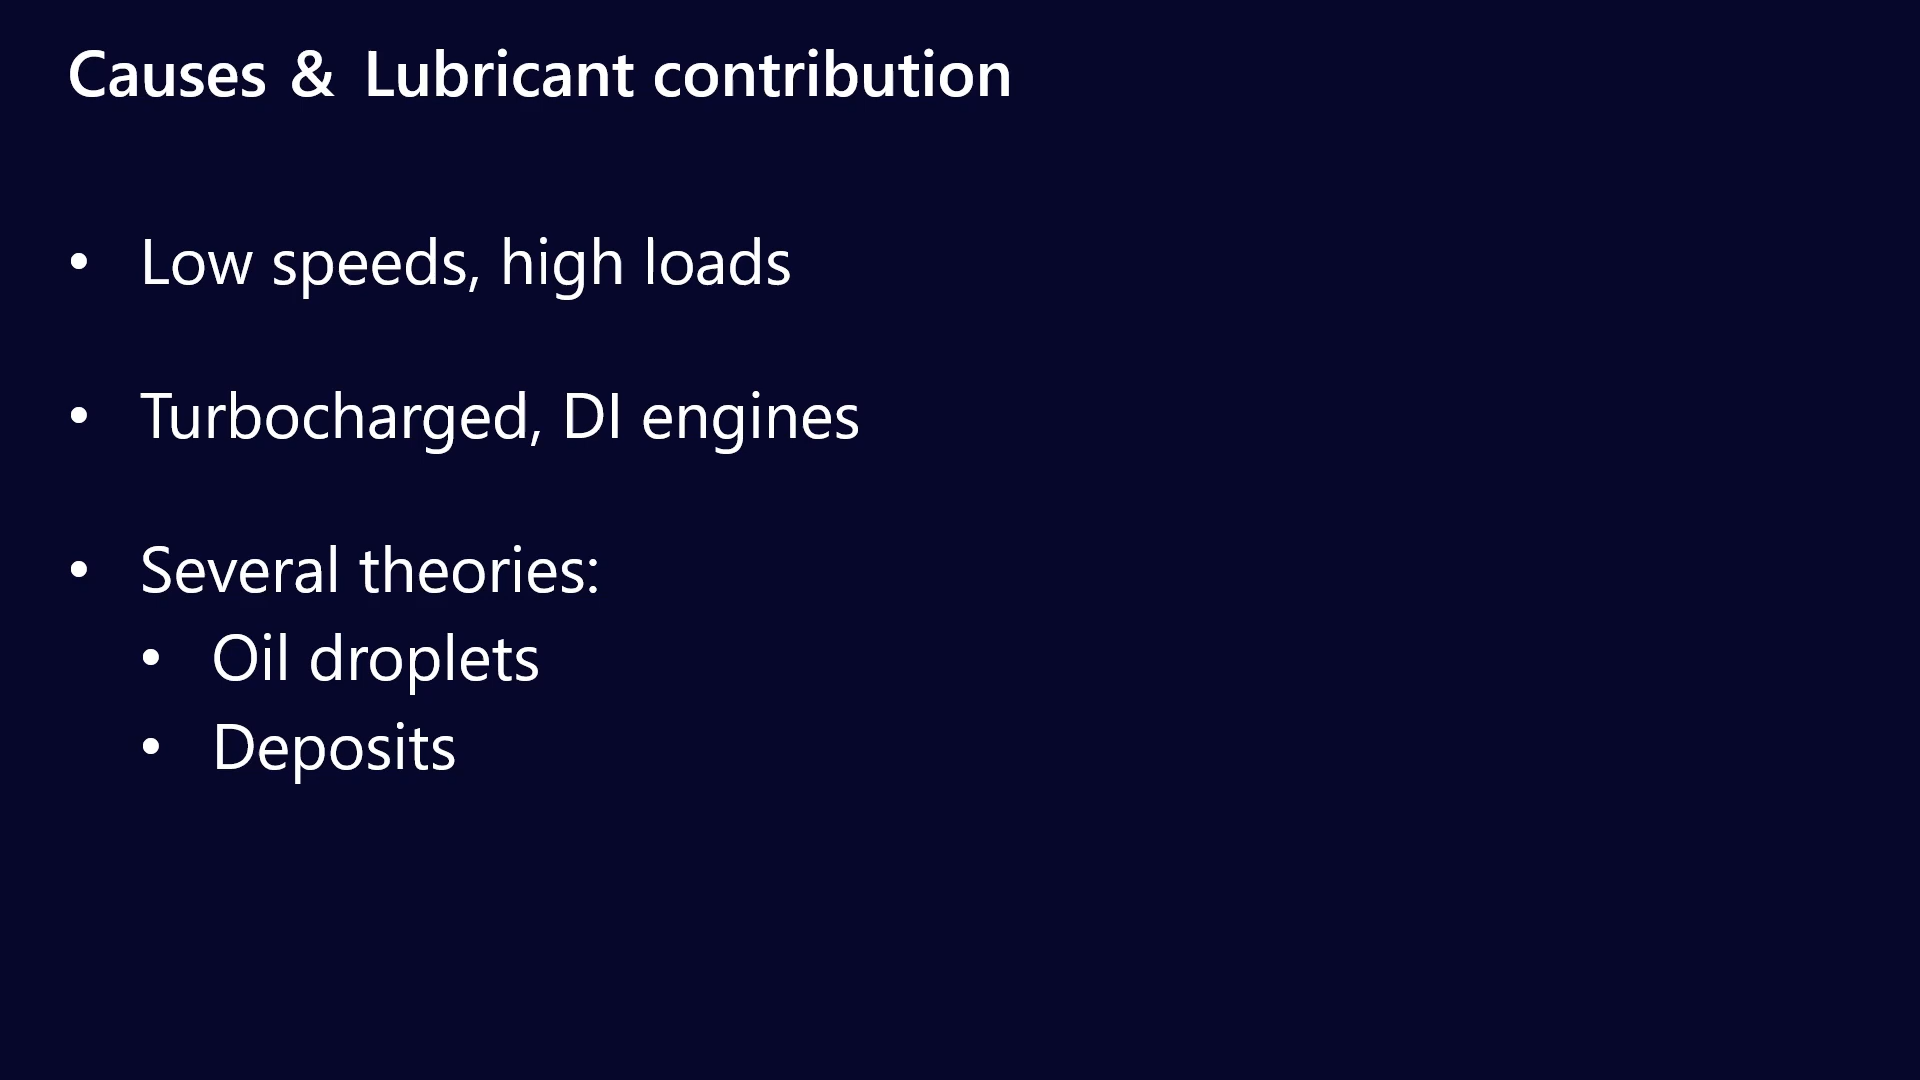 Causes & Lubricant contribution
• Low speeds, high loads
• Turbocharged, DI engines
• Several theories:
• Oil droplets
• Deposits